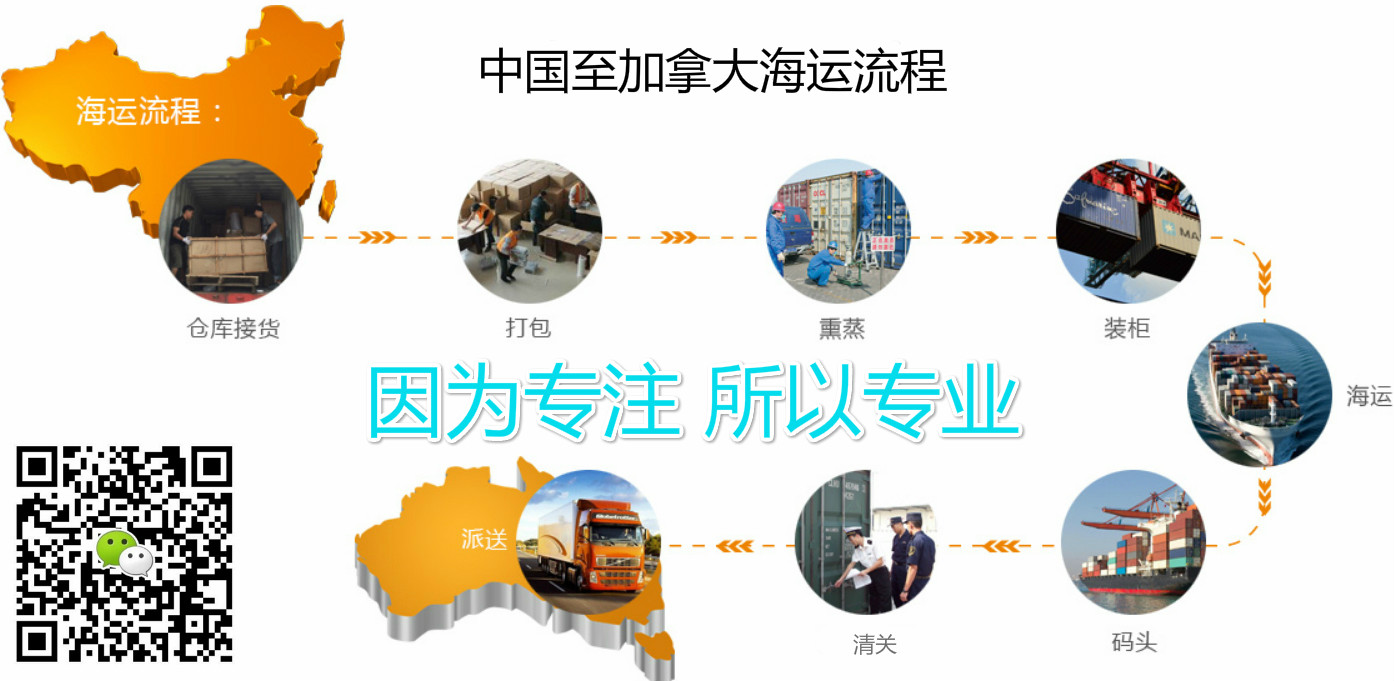 中国至加拿大海运流程
海运流程：
仓库接货
打包
熏蒸
装柜
海运
因为专注 所以专业
派送
清关
码头